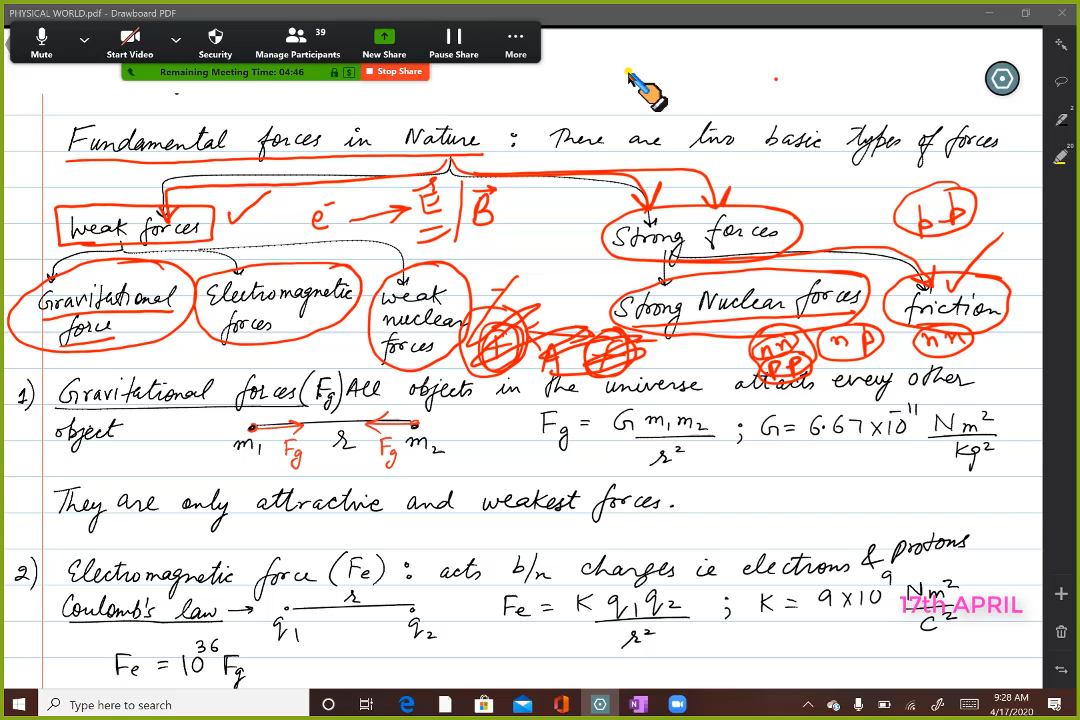 PHYSICAL WORLD.pdf - Drawboard PDF
Mute
Start Video
Security
39
Manage Participants
New Share
Pause Share
More
Remaining Meeting Time: 04:46
Stop Share
Fundamental forces in Nature : There are two basic types of forces
weak forces
e⁻ → E | B
Strong forces
p p
Gravitational force
Electromagnetic forces
weak nuclear forces
Strong Nuclear forces
friction
n n
p p
n p
n n
1) Gravitational forces (Fg) All objects in the universe attracts every other
object
m1 Fg r Fg m2
Fg = G m1 m2 / r² ; G = 6.67 × 10⁻¹¹ Nm² / kg²
They are only attractive and weakest forces.
2) Electromagnetic force (Fe) : acts b/n charges ie electrons & protons
Coulomb's law → q1 r q2
Fe = K q1 q2 / r² ; K = 9 × 10⁹ Nm² / C²
17th APRIL
Fe = 10³⁶ Fg
Type here to search
9:28 AM
4/17/2020